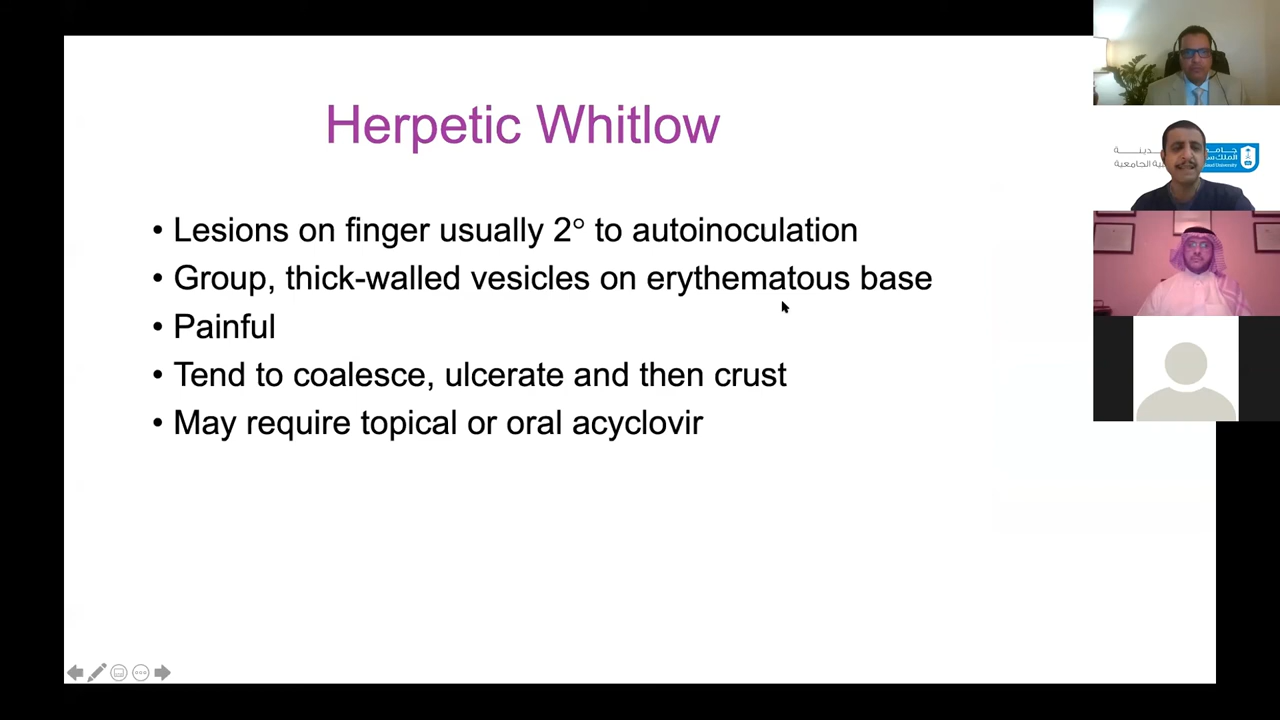 Herpetic Whitlow
• Lesions on finger usually 2° to autoinoculation
• Group, thick-walled vesicles on erythematous base
• Painful
• Tend to coalesce, ulcerate and then crust
• May require topical or oral acyclovir